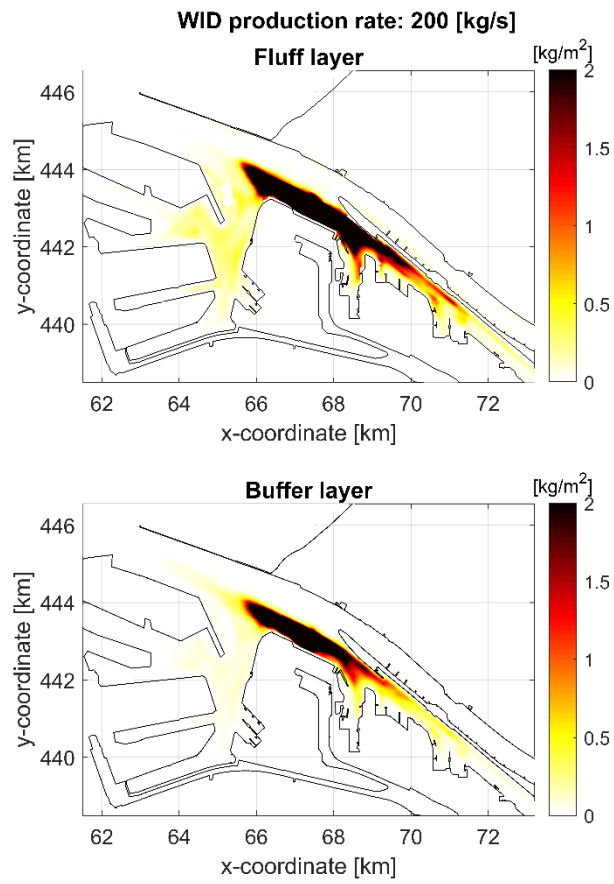 WID production rate: 200 [kg/s]
Fluff layer
[kg/m²]
446
444
442
440
y-coordinate [km]
62 64 66 68 70 72
x-coordinate [km]
2
1.5
1
0.5
0
Buffer layer
[kg/m²]
446
444
442
440
y-coordinate [km]
62 64 66 68 70 72
x-coordinate [km]
2
1.5
1
0.5
0